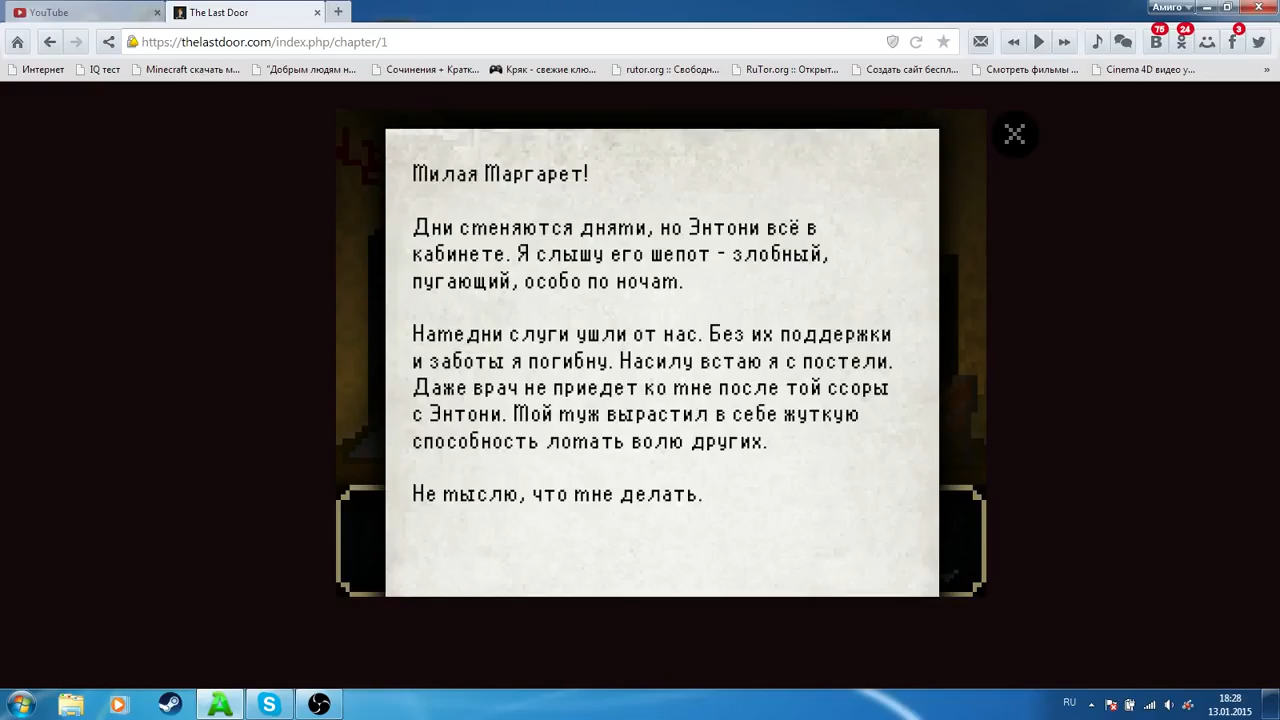 YouTube
The Last Door
Амиго
https://thelastdoor.com/index.php/chapter/1
75
24
3
Интернет
IQ тест
Minecraft скачать м...
"Добрым людям н...
Сочинения + Кратк...
Кряк - свежие клю...
rutor.org :: Свободн...
RuTor.org :: Открыт...
Создать сайт беспл...
Смотреть фильмы ...
Cinema 4D видео у...
»
Милая Маргарет!
Дни сменяются днями, но Энтони всё в
кабинете. Я слышу его шепот - злобный,
пугающий, особо по ночам.
Намедни слуги ушли от нас. Без их поддержки
и заботы я погибну. Насилу встаю я с постели.
Даже врач не приедет ко мне после той ссоры
с Энтони. Мой муж вырастил в себе жуткую
способность ломать волю других.
Не мыслю, что мне делать.
RU
18:28
13.01.2015